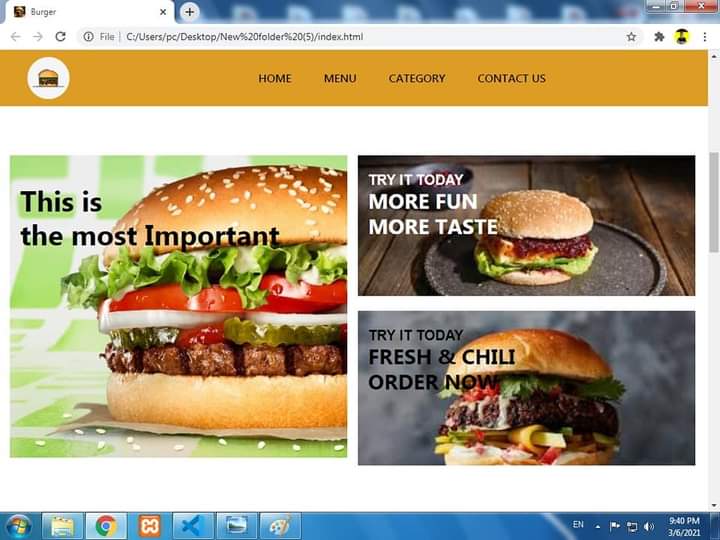 Burger
File
C:/Users/pc/Desktop/New%20folder%20(5)/index.html
HOME MENU CATEGORY CONTACT US
This is
the most Important
TRY IT TODAY
MORE FUN
MORE TASTE
TRY IT TODAY
FRESH & CHILI
ORDER NOW
EN
9:40 PM
3/6/2021